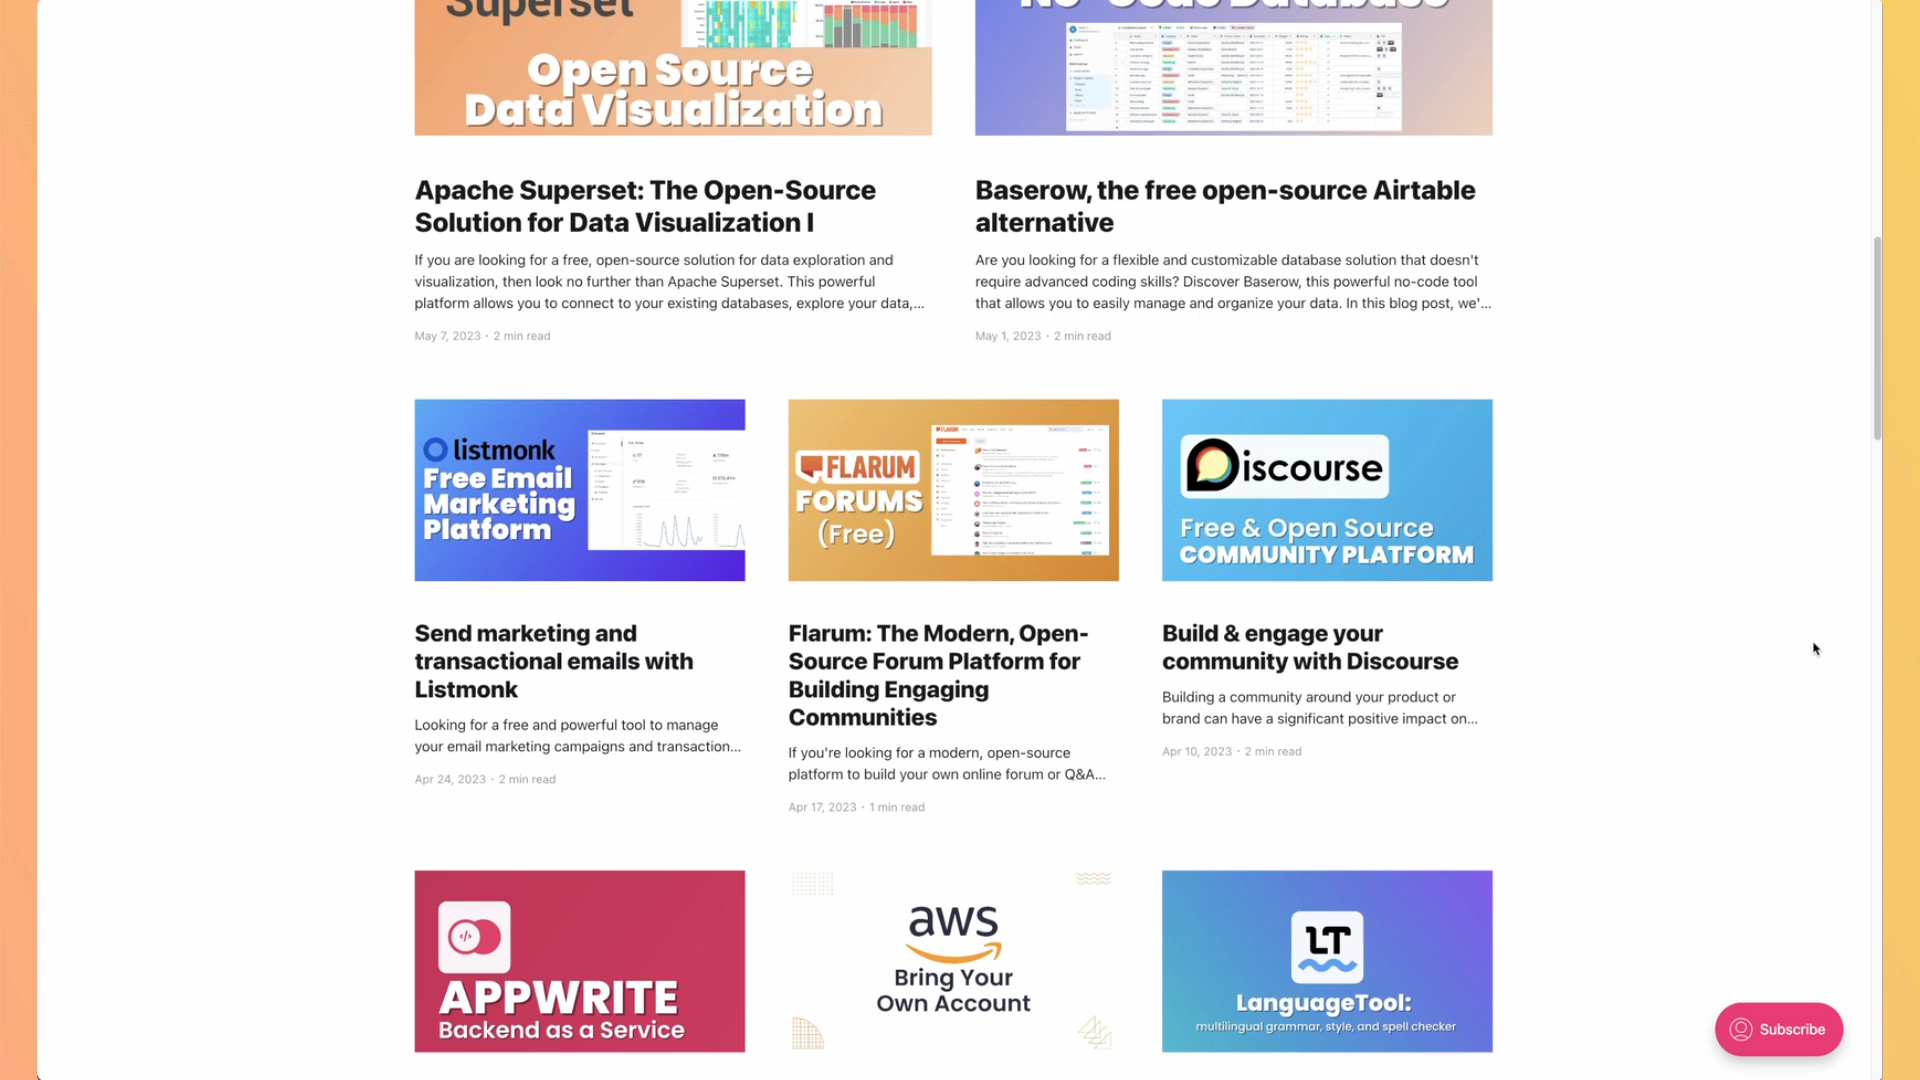 Superset
No-Code Database
Open Source
Data Visualization
Apache Superset: The Open-Source
Solution for Data Visualization I
If you are looking for a free, open-source solution for data exploration and
visualization, then look no further than Apache Superset. This powerful
platform allows you to connect to your existing databases, explore your data,...
May 7, 2023 • 2 min read
Baserow, the free open-source Airtable
alternative
Are you looking for a flexible and customizable database solution that doesn't
require advanced coding skills? Discover Baserow, this powerful no-code tool
that allows you to easily manage and organize your data. In this blog post, we'...
May 1, 2023 • 2 min read
listmonk
Free Email
Marketing
Platform
Send marketing and
transactional emails with
Listmonk
Looking for a free and powerful tool to manage
your email marketing campaigns and transaction...
Apr 24, 2023 • 2 min read
FLARUM
FORUMS
(Free)
Flarum: The Modern, Open-
Source Forum Platform for
Building Engaging
Communities
If you're looking for a modern, open-source
platform to build your own online forum or Q&A...
Apr 17, 2023 • 1 min read
Discourse
Free & Open Source
COMMUNITY PLATFORM
Build & engage your
community with Discourse
Building a community around your product or
brand can have a significant positive impact on...
Apr 10, 2023 • 2 min read
</>
APPWRITE
Backend as a Service
aws
Bring Your
Own Account
LT
LanguageTool:
multilingual grammar, style, and spell checker
Subscribe